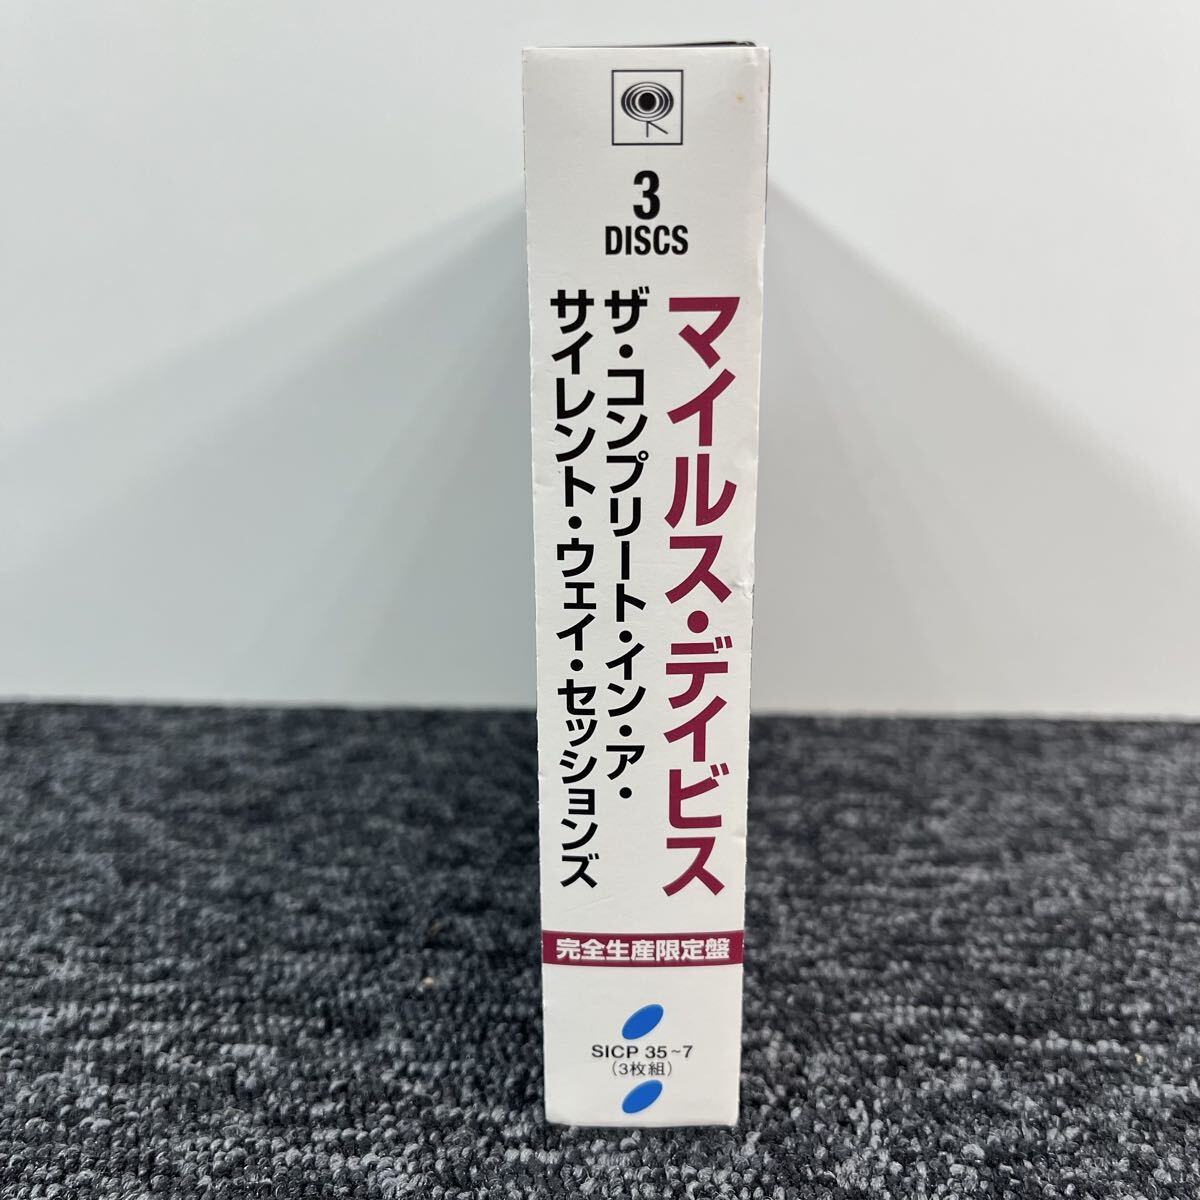 3
DISCS
マイルス・デイビス
ザ・コンプリート・イン・ア・
サイレント・ウェイ・セッションズ
完全生産限定盤
SICP 35~7
(3枚組)